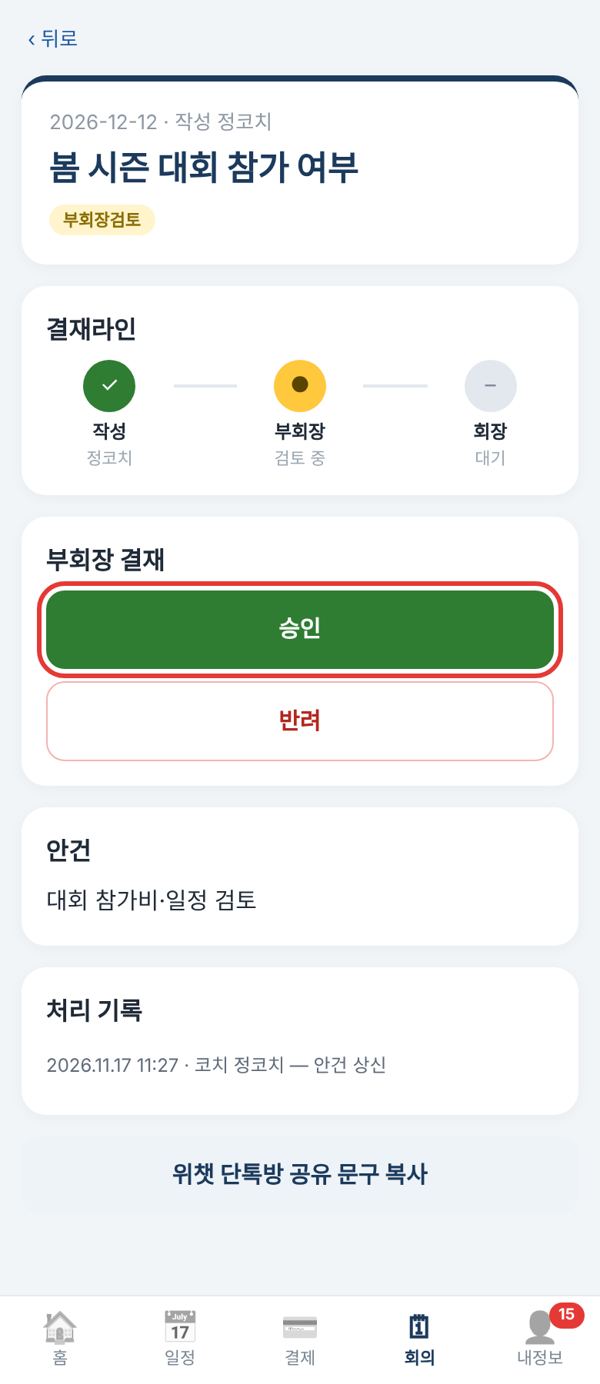 ‹ 뒤로
2026-12-12 · 작성 정코치
봄 시즌 대회 참가 여부
부회장검토
결재라인
작성 부회장 회장
정코치 검토 중 대기
부회장 결재
승인
반려
안건
대회 참가비·일정 검토
처리 기록
2026.11.17 11:27 · 코치 정코치 — 안건 상신
위챗 단톡방 공유 문구 복사
July
17
1
15
홈 일정 결제 회의 내정보